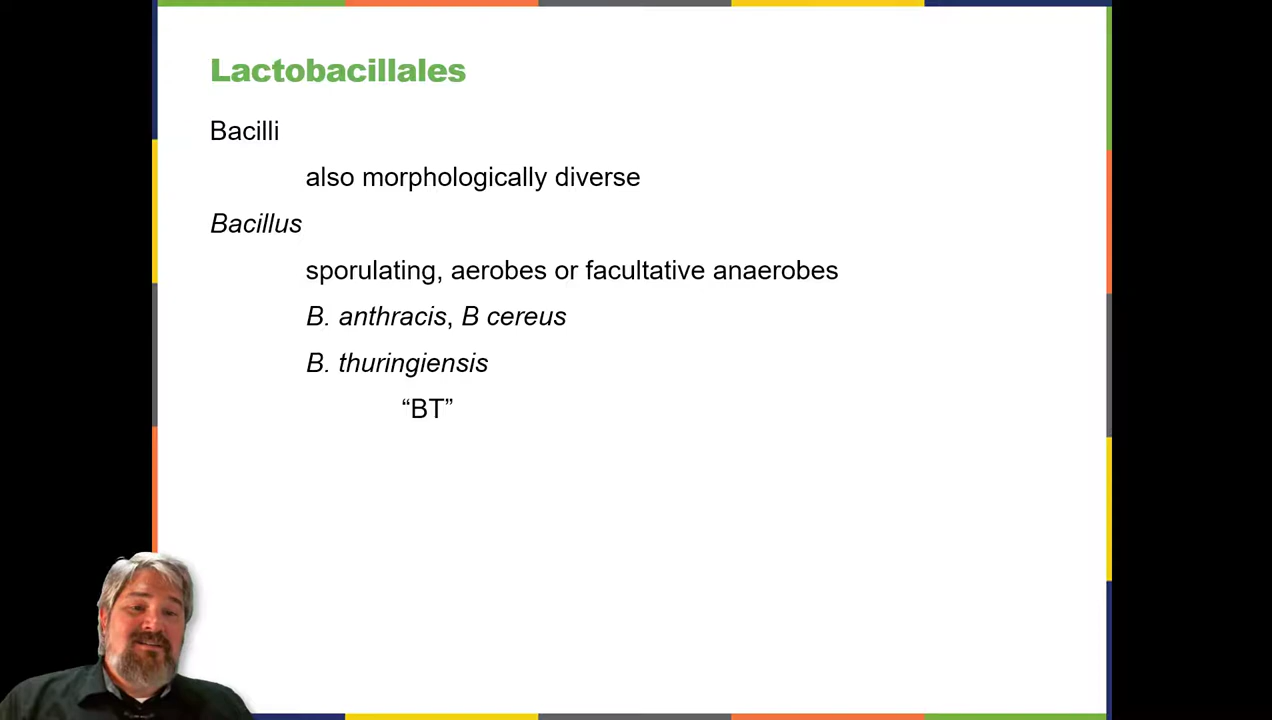 Lactobacillales
Bacilli
also morphologically diverse
Bacillus
sporulating, aerobes or facultative anaerobes
B. anthracis, B cereus
B. thuringiensis
“BT”